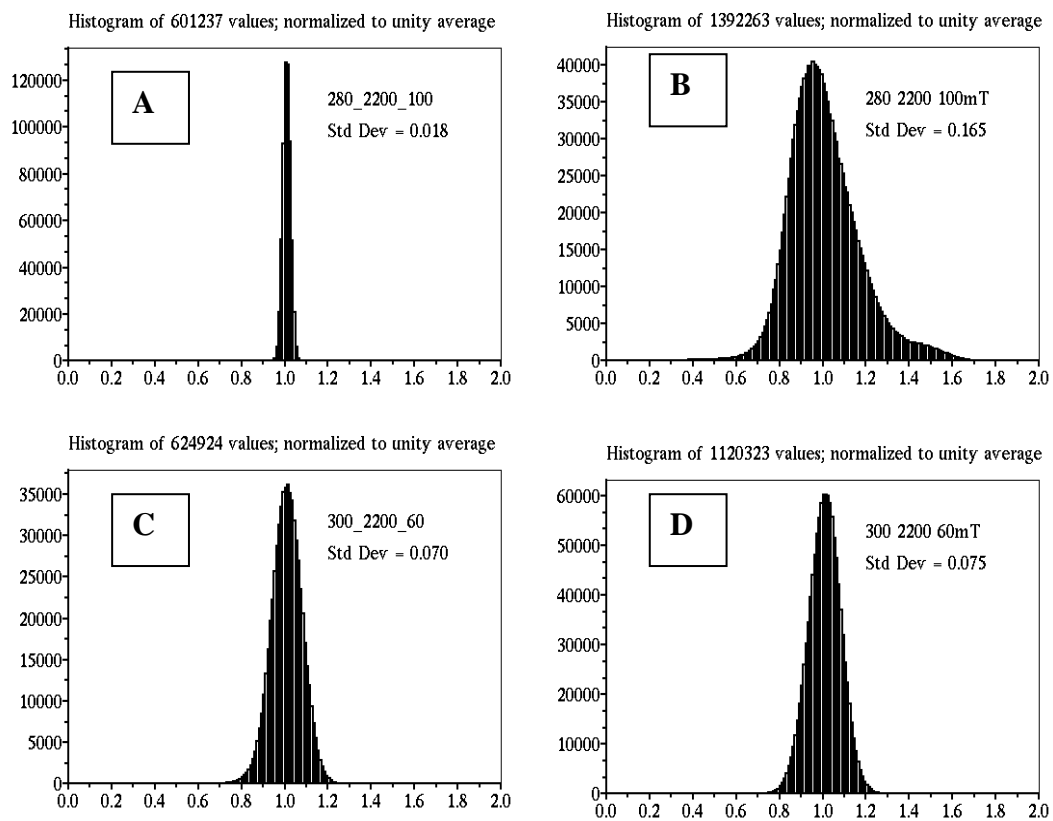 Histogram of 601237 values; normalized to unity average
A
280_2200_100
Std Dev = 0.018
120000
100000
80000
60000
40000
20000
0
0.0 0.2 0.4 0.6 0.8 1.0 1.2 1.4 1.6 1.8 2.0
Histogram of 1392263 values; normalized to unity average
B
280 2200 100mT
Std Dev = 0.165
40000
35000
30000
25000
20000
15000
10000
5000
0
0.0 0.2 0.4 0.6 0.8 1.0 1.2 1.4 1.6 1.8 2.0
Histogram of 624924 values; normalized to unity average
C
300_2200_60
Std Dev = 0.070
35000
30000
25000
20000
15000
10000
5000
0
0.0 0.2 0.4 0.6 0.8 1.0 1.2 1.4 1.6 1.8 2.0
Histogram of 1120323 values; normalized to unity average
D
300 2200 60mT
Std Dev = 0.075
60000
50000
40000
30000
20000
10000
0
0.0 0.2 0.4 0.6 0.8 1.0 1.2 1.4 1.6 1.8 2.0